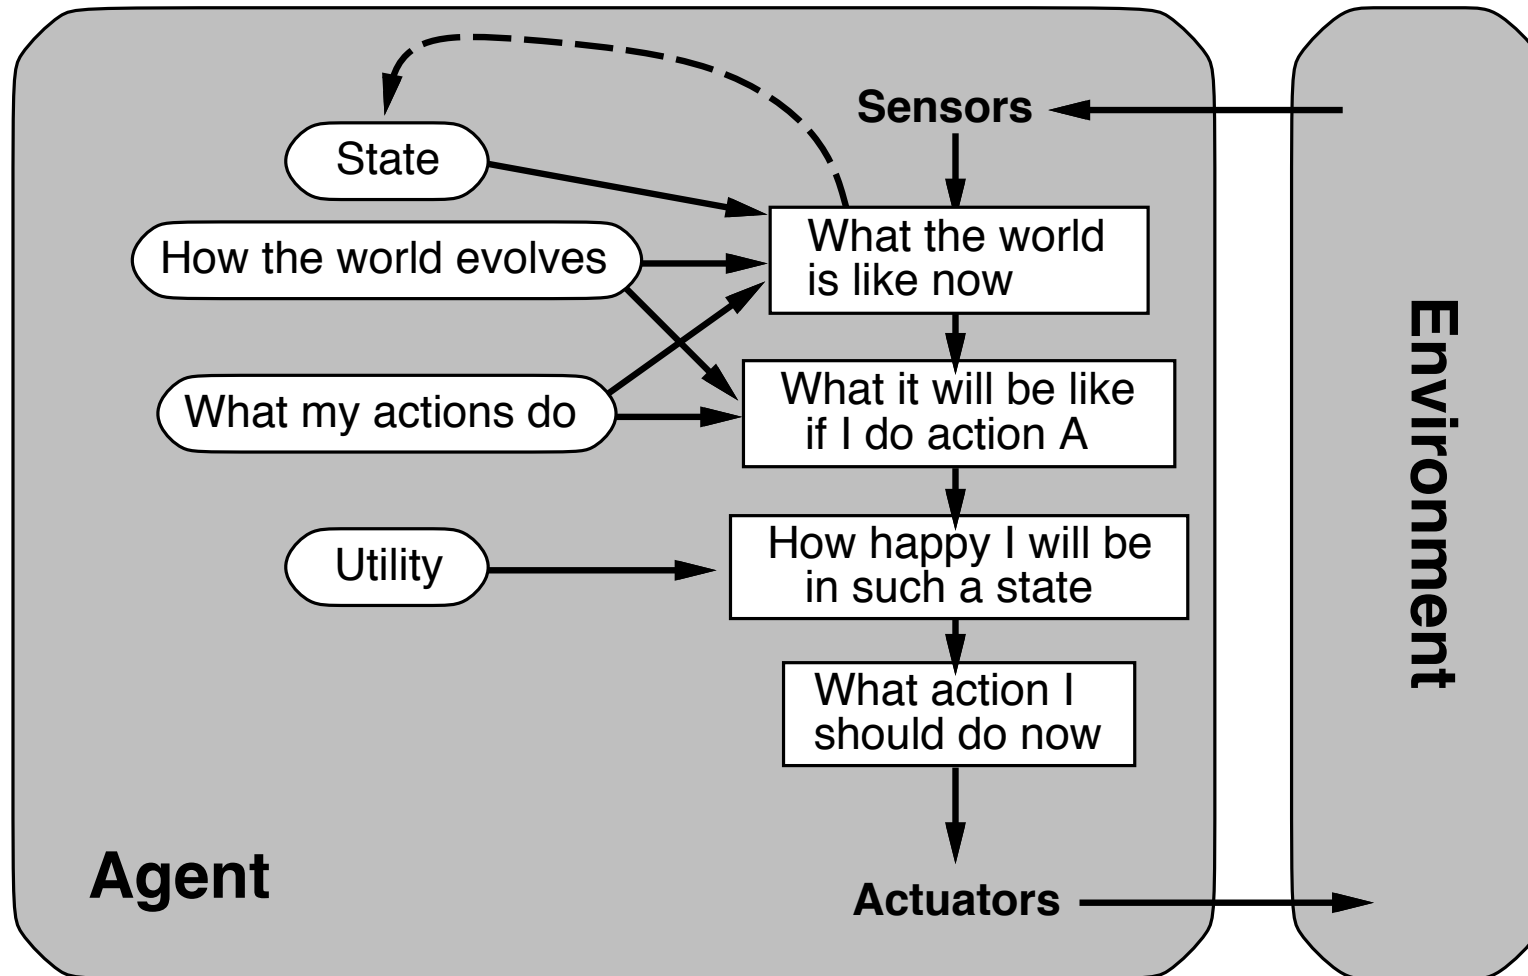 Sensors
State
What the world
is like now
How the world evolves
What it will be like
if I do action A
What my actions do
How happy I will be
in such a state
Utility
What action I
should do now
Agent
Actuators
Environment